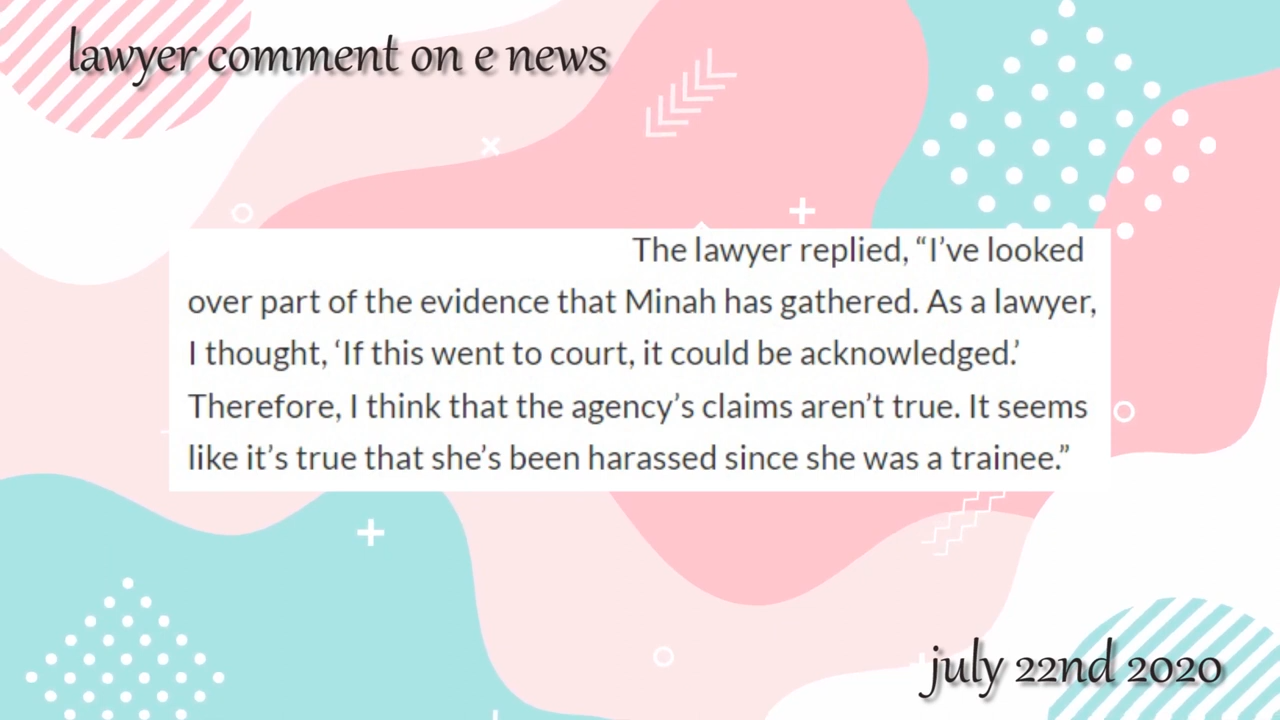 lawyer comment on e news
The lawyer replied, “I’ve looked
over part of the evidence that Minah has gathered. As a lawyer,
I thought, ‘If this went to court, it could be acknowledged.’
Therefore, I think that the agency’s claims aren’t true. It seems
like it’s true that she’s been harassed since she was a trainee.”
july 22nd 2020